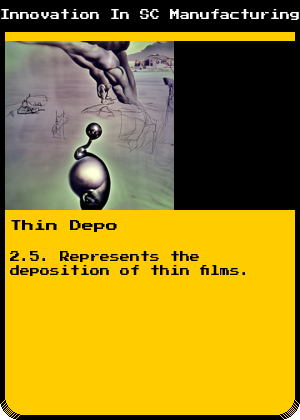 Innovation In SC Manufacturing
Thin Depo
2.5. Represents the
deposition of thin films.